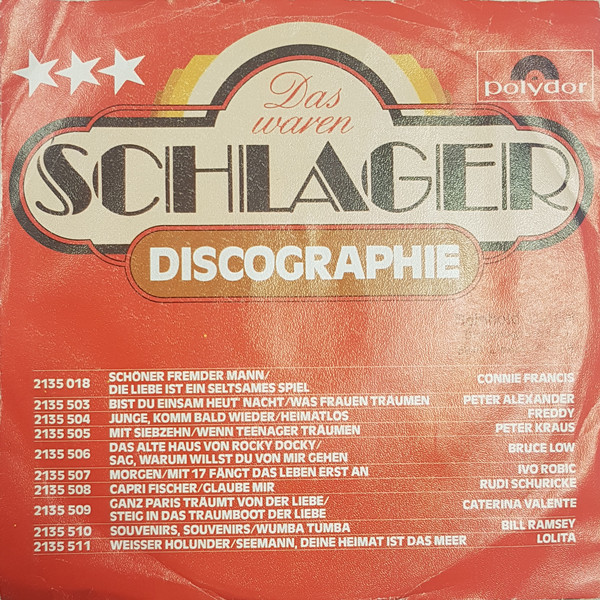 Das
waren
polydor
SCHLAGER
DISCOGRAPHIE
2135 018 SCHÖNER FREMDER MANN/
DIE LIEBE IST EIN SELTSAMES SPIEL CONNIE FRANCIS
2135 503 BIST DU EINSAM HEUT' NACHT/WAS FRAUEN TRÄUMEN PETER ALEXANDER
2135 504 JUNGE, KOMM BALD WIEDER/HEIMATLOS FREDDY
2135 505 MIT SIEBZEHN/WENN TEENAGER TRÄUMEN PETER KRAUS
2135 506 DAS ALTE HAUS VON ROCKY DOCKY/
SAG, WARUM WILLST DU VON MIR GEHEN BRUCE LOW
2135 507 MORGEN/MIT 17 FÄNGT DAS LEBEN ERST AN IVO ROBIC
2135 508 CAPRI FISCHER/GLAUBE MIR RUDI SCHURICKE
2135 509 GANZ PARIS TRÄUMT VON DER LIEBE/
STEIG IN DAS TRAUMBOOT DER LIEBE CATERINA VALENTE
2135 510 SOUVENIRS, SOUVENIRS/WUMBA TUMBA BILL RAMSEY
2135 511 WEISSER HOLUNDER/SEEMANN, DEINE HEIMAT IST DAS MEER LOLITA